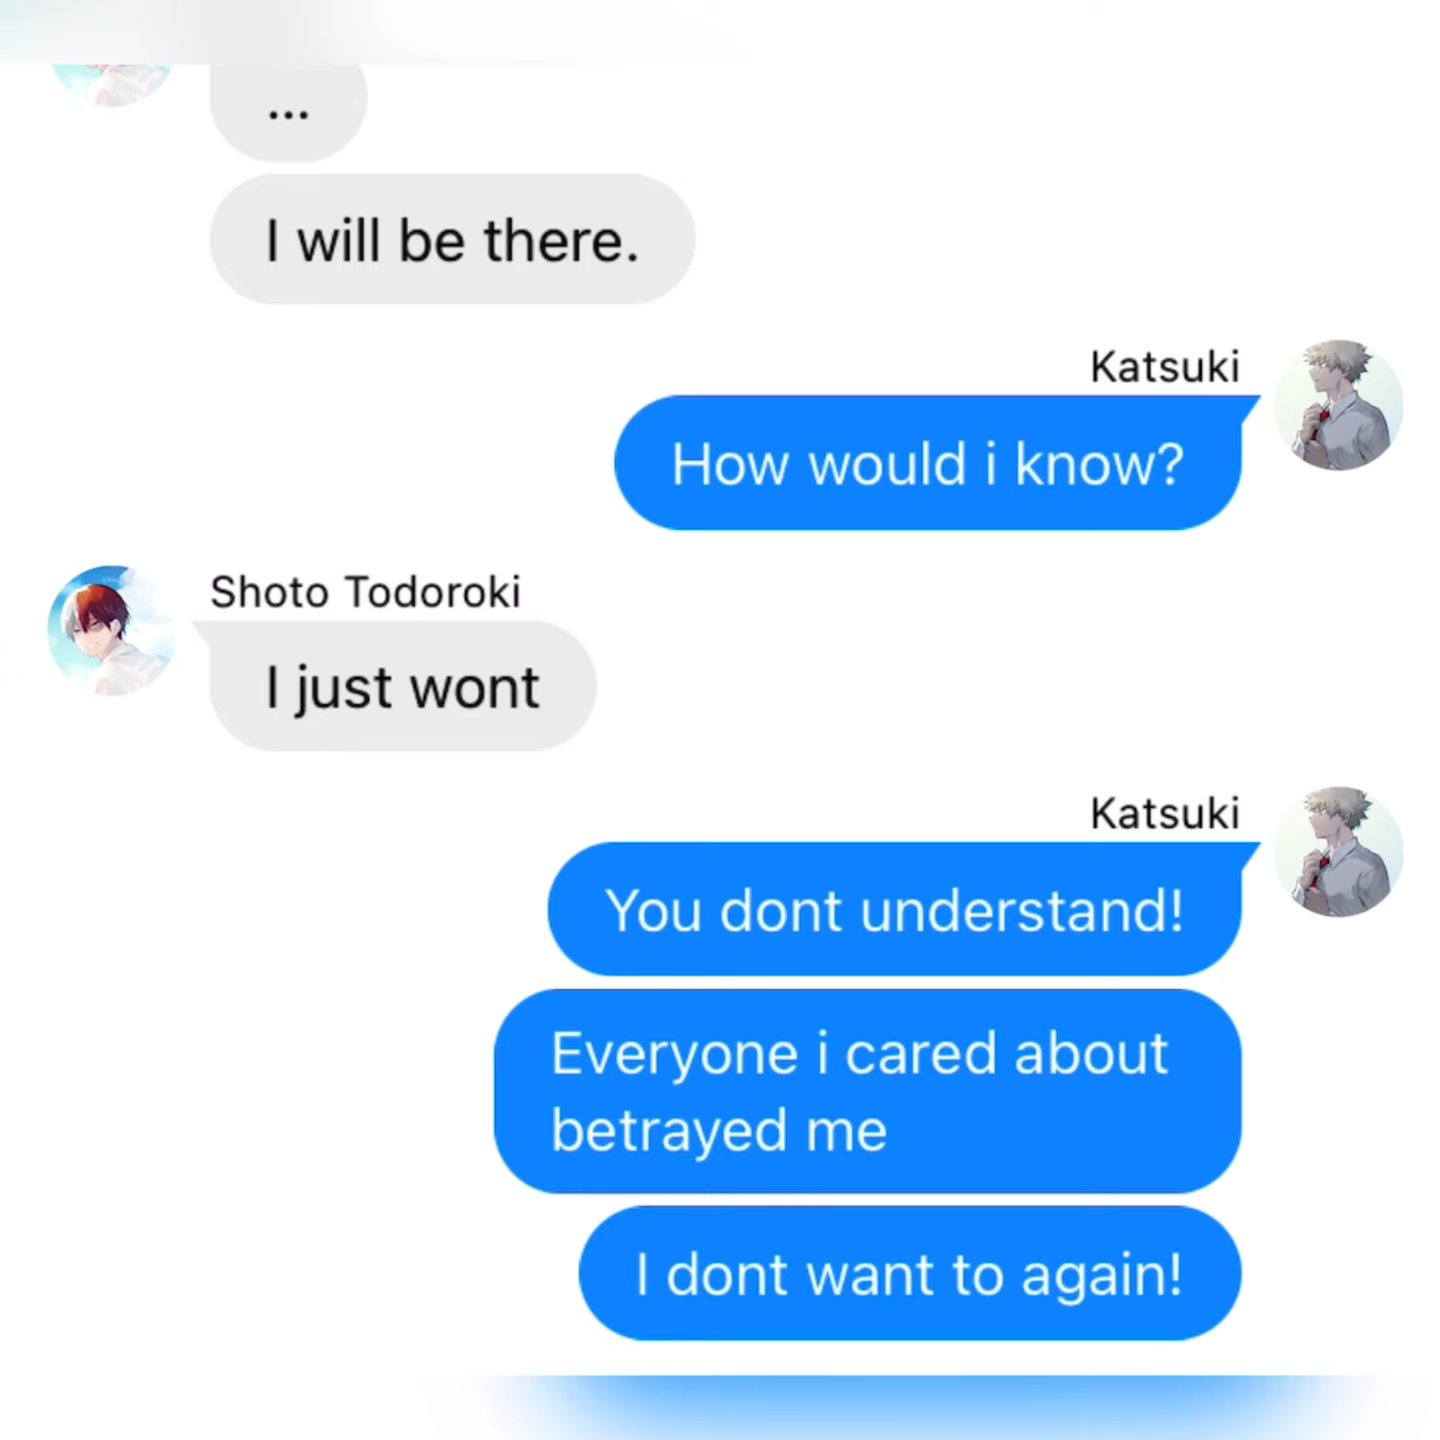 ...
I will be there.
Katsuki
How would i know?
Shoto Todoroki
I just wont
Katsuki
You dont understand!
Everyone i cared about
betrayed me
I dont want to again!